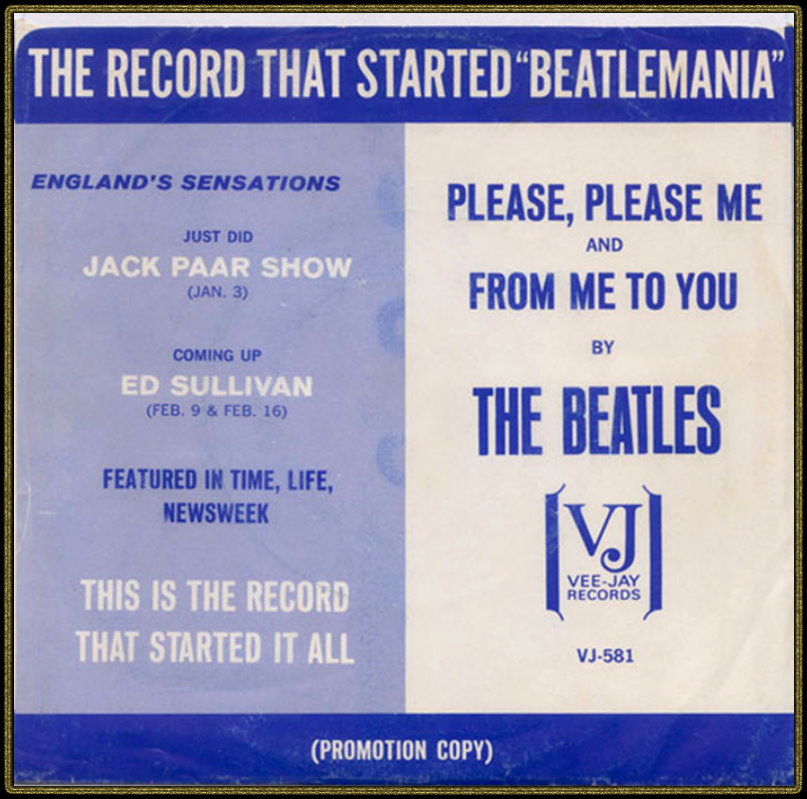 THE RECORD THAT STARTED "BEATLEMANIA"
ENGLAND'S SENSATIONS
JUST DID
JACK PAAR SHOW
(JAN. 3)
COMING UP
ED SULLIVAN
(FEB. 9 & FEB. 16)
FEATURED IN TIME, LIFE,
NEWSWEEK
THIS IS THE RECORD
THAT STARTED IT ALL
PLEASE, PLEASE ME
AND
FROM ME TO YOU
BY
THE BEATLES
VJ
VEE-JAY
RECORDS
VJ-581
(PROMOTION COPY)